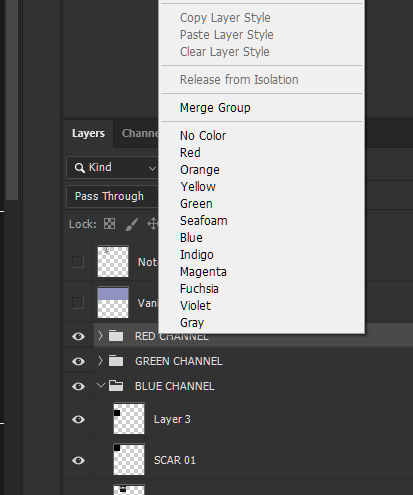 Copy Layer Style
Paste Layer Style
Clear Layer Style
Release from Isolation
Merge Group
No Color
Red
Orange
Yellow
Green
Seafoam
Blue
Indigo
Magenta
Fuchsia
Violet
Gray
Layers
Channe
Kind
Pass Through
Lock:
Not
Vani
RED CHANNEL
GREEN CHANNEL
BLUE CHANNEL
Layer 3
SCAR 01